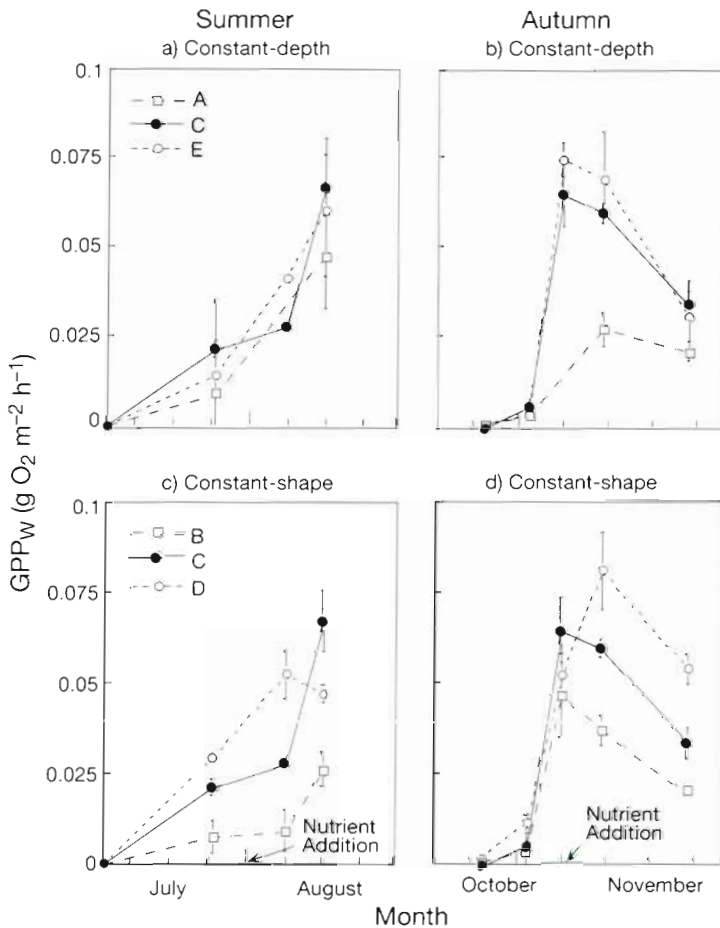 Summer
Autumn
a) Constant-depth
b) Constant-depth
0.1
0.075
0.05
0.025
0
A
C
E
GPPW (g O2 m−2 h−1)
c) Constant-shape
d) Constant-shape
0.1
0.075
0.05
0.025
0
B
C
D
Nutrient
Addition
Nutrient
Addition
July
August
October
November
Month